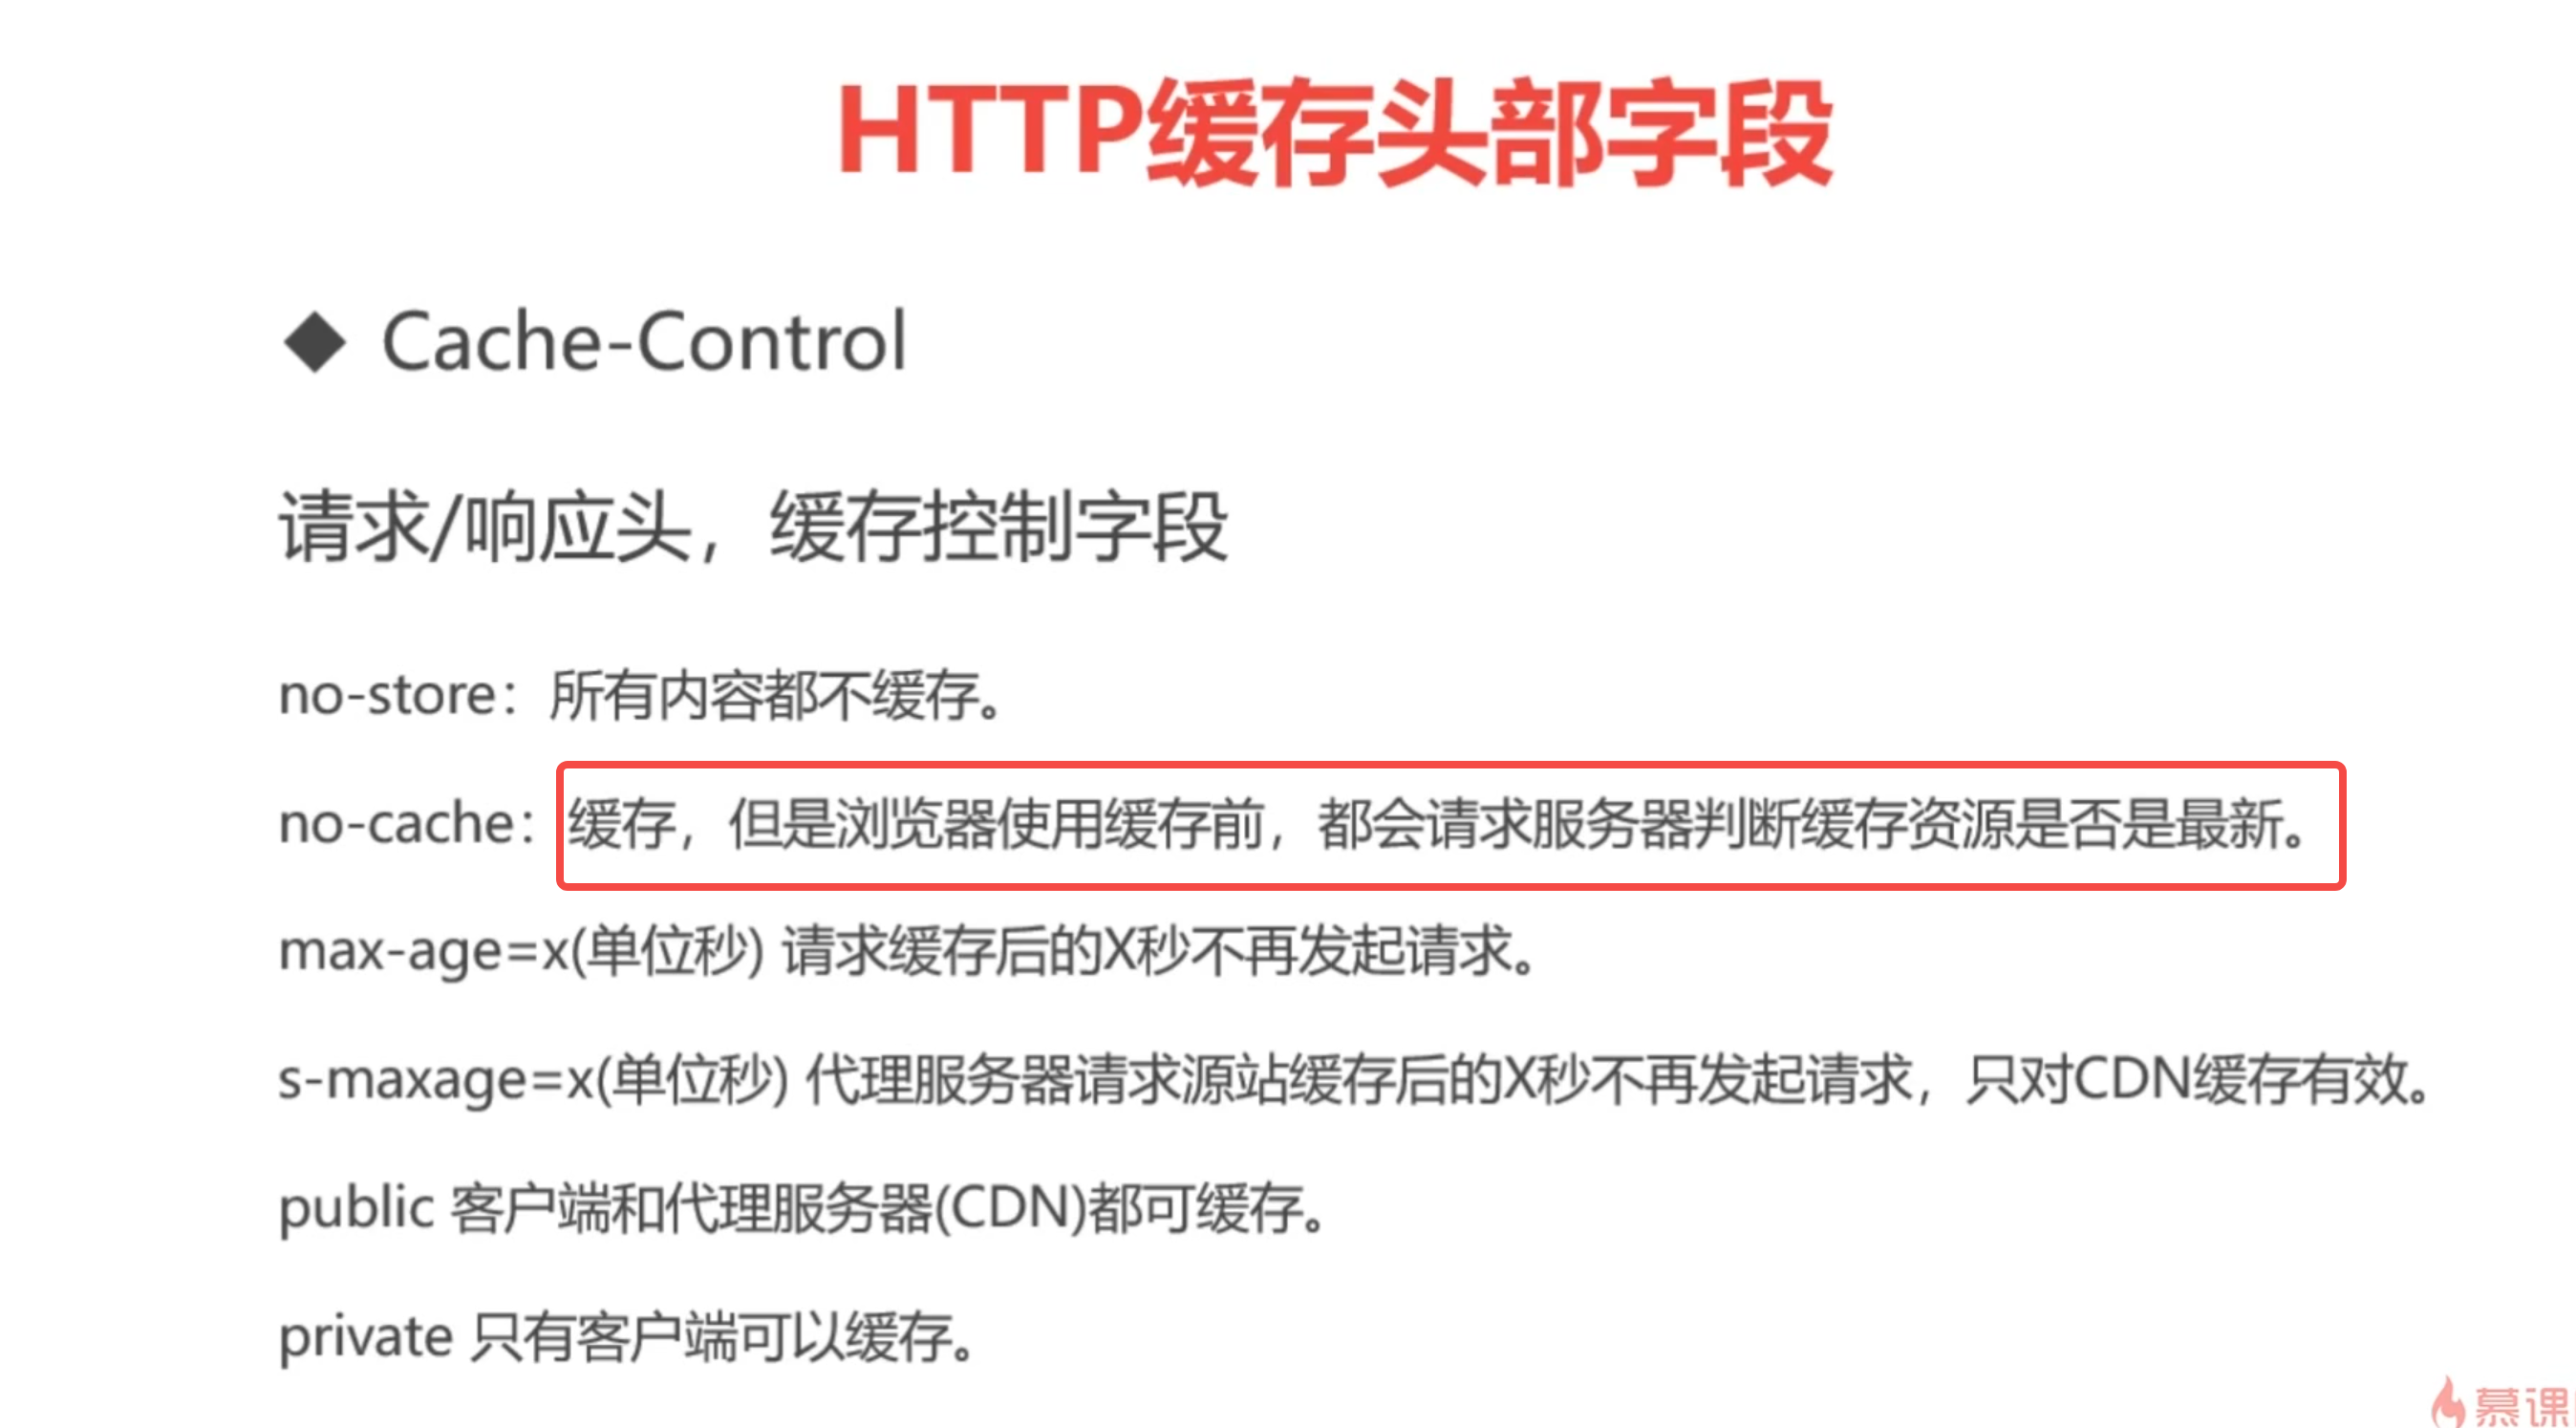 HTTP缓存头部字段
◆ Cache-Control
请求/响应头，缓存控制字段
no-store：所有内容都不缓存。
no-cache：缓存，但是浏览器使用缓存前，都会请求服务器判断缓存资源是否是最新。
max-age=x(单位秒) 请求缓存后的X秒不再发起请求。
s-maxage=x(单位秒) 代理服务器请求源站缓存后的X秒不再发起请求，只对CDN缓存有效。
public 客户端和代理服务器(CDN)都可缓存。
private 只有客户端可以缓存。
慕课